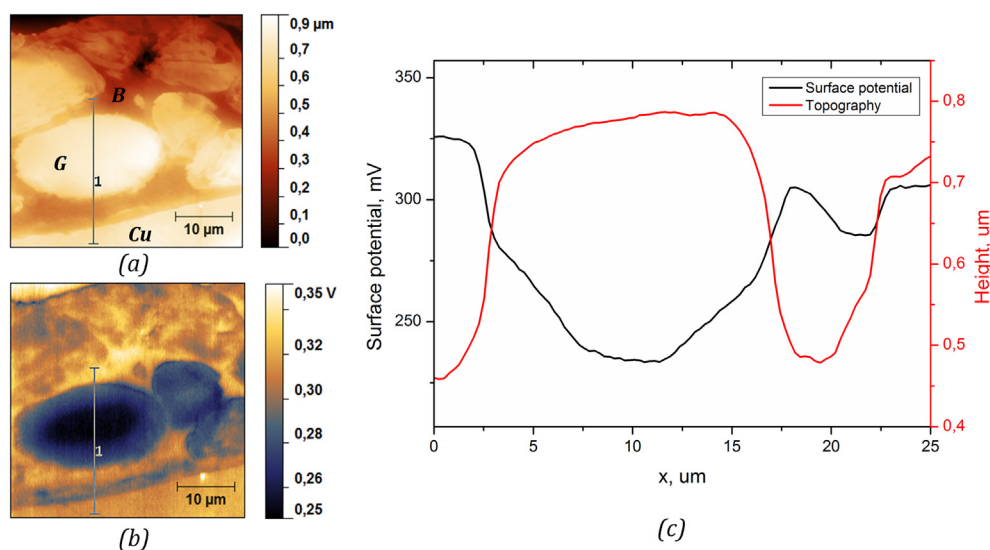 (a)
0,9 µm
0,7
0,6
0,5
0,4
0,3
0,2
0,1
0,0
B
G
1
Cu
10 µm
(b)
0,35 V
0,32
0,30
0,28
0,26
0,25
1
10 µm
350
300
250
Surface potential, mV
Surface potential
Topography
0,8
0,7
0,6
0,5
0,4
Height, um
0
5
10
15
20
25
x, um
(c)